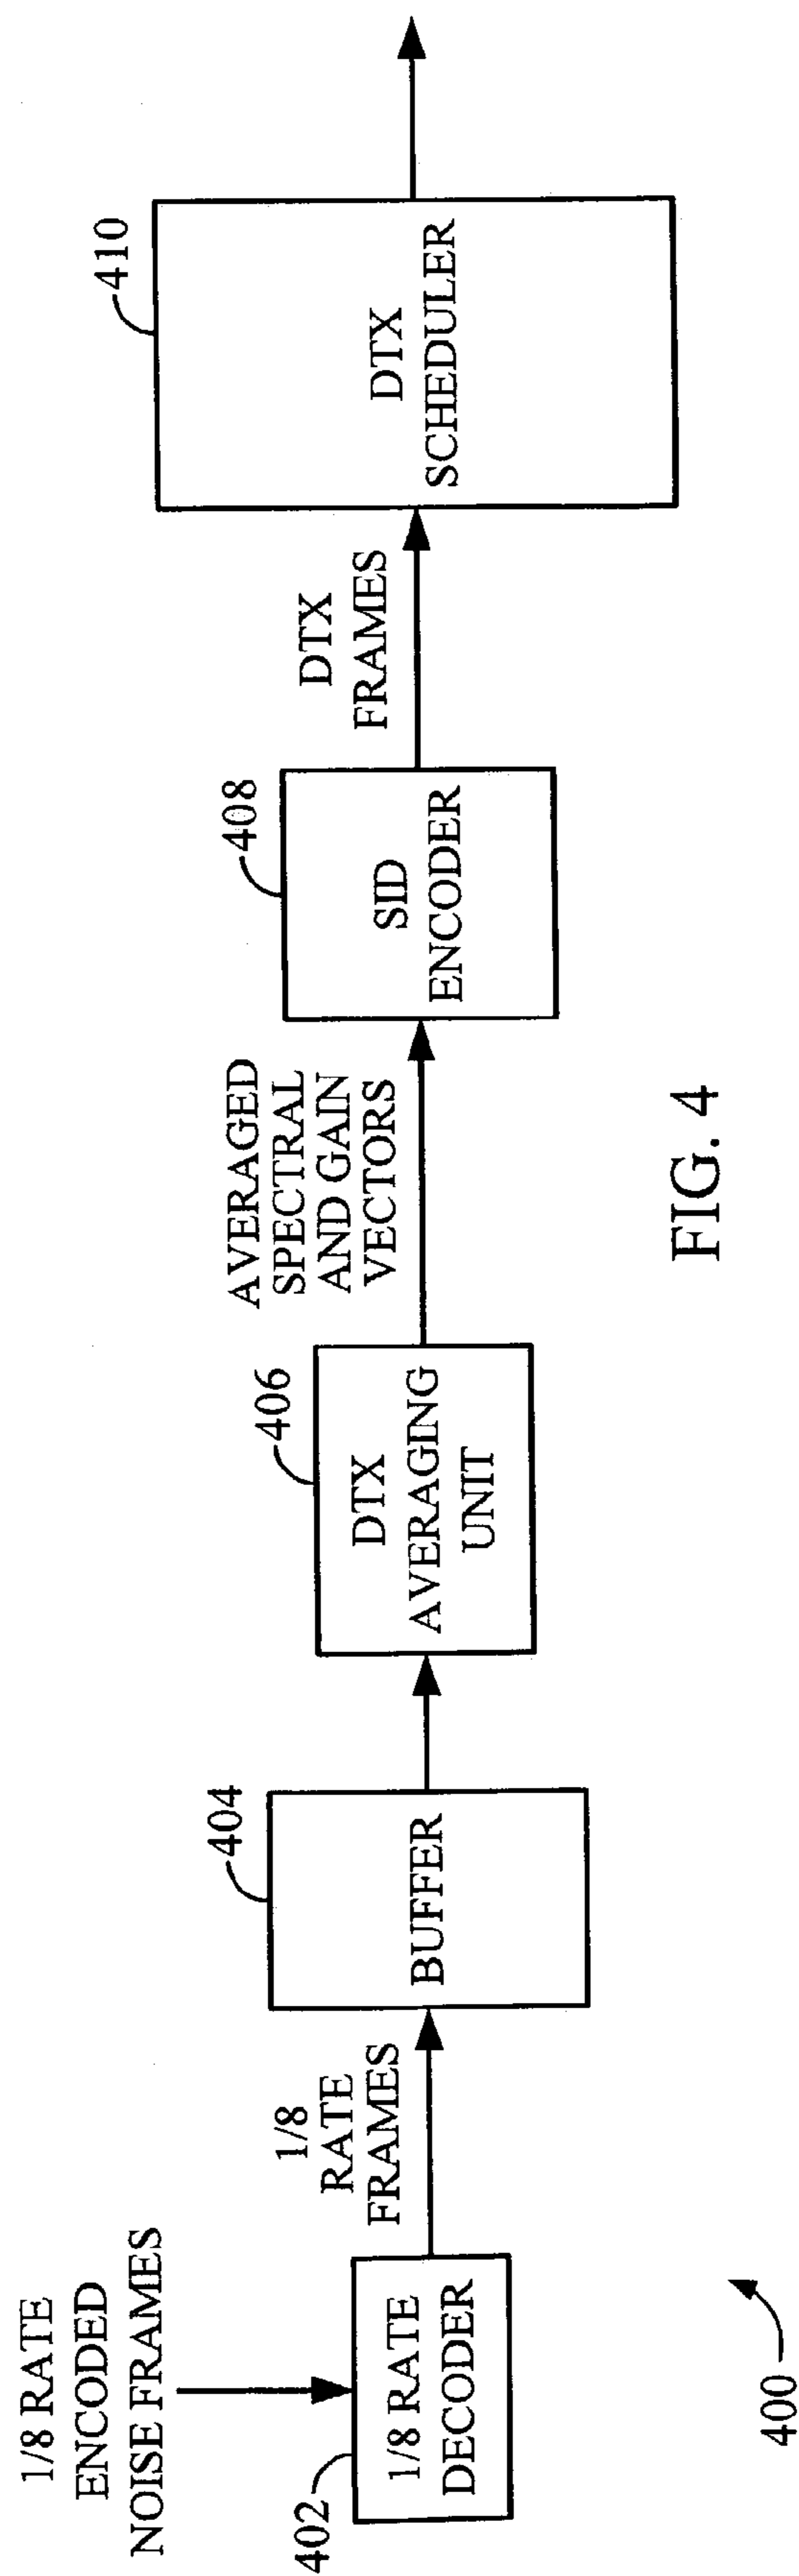 1/8 RATE
ENCODED
NOISE FRAMES
402
1/8 RATE
DECODER
1/8
RATE
FRAMES
404
BUFFER
406
DTX
AVERAGING
UNIT
AVERAGED
SPECTRAL
AND GAIN
VECTORS
408
SID
ENCODER
DTX
FRAMES
410
DTX
SCHEDULER
400
FIG. 4